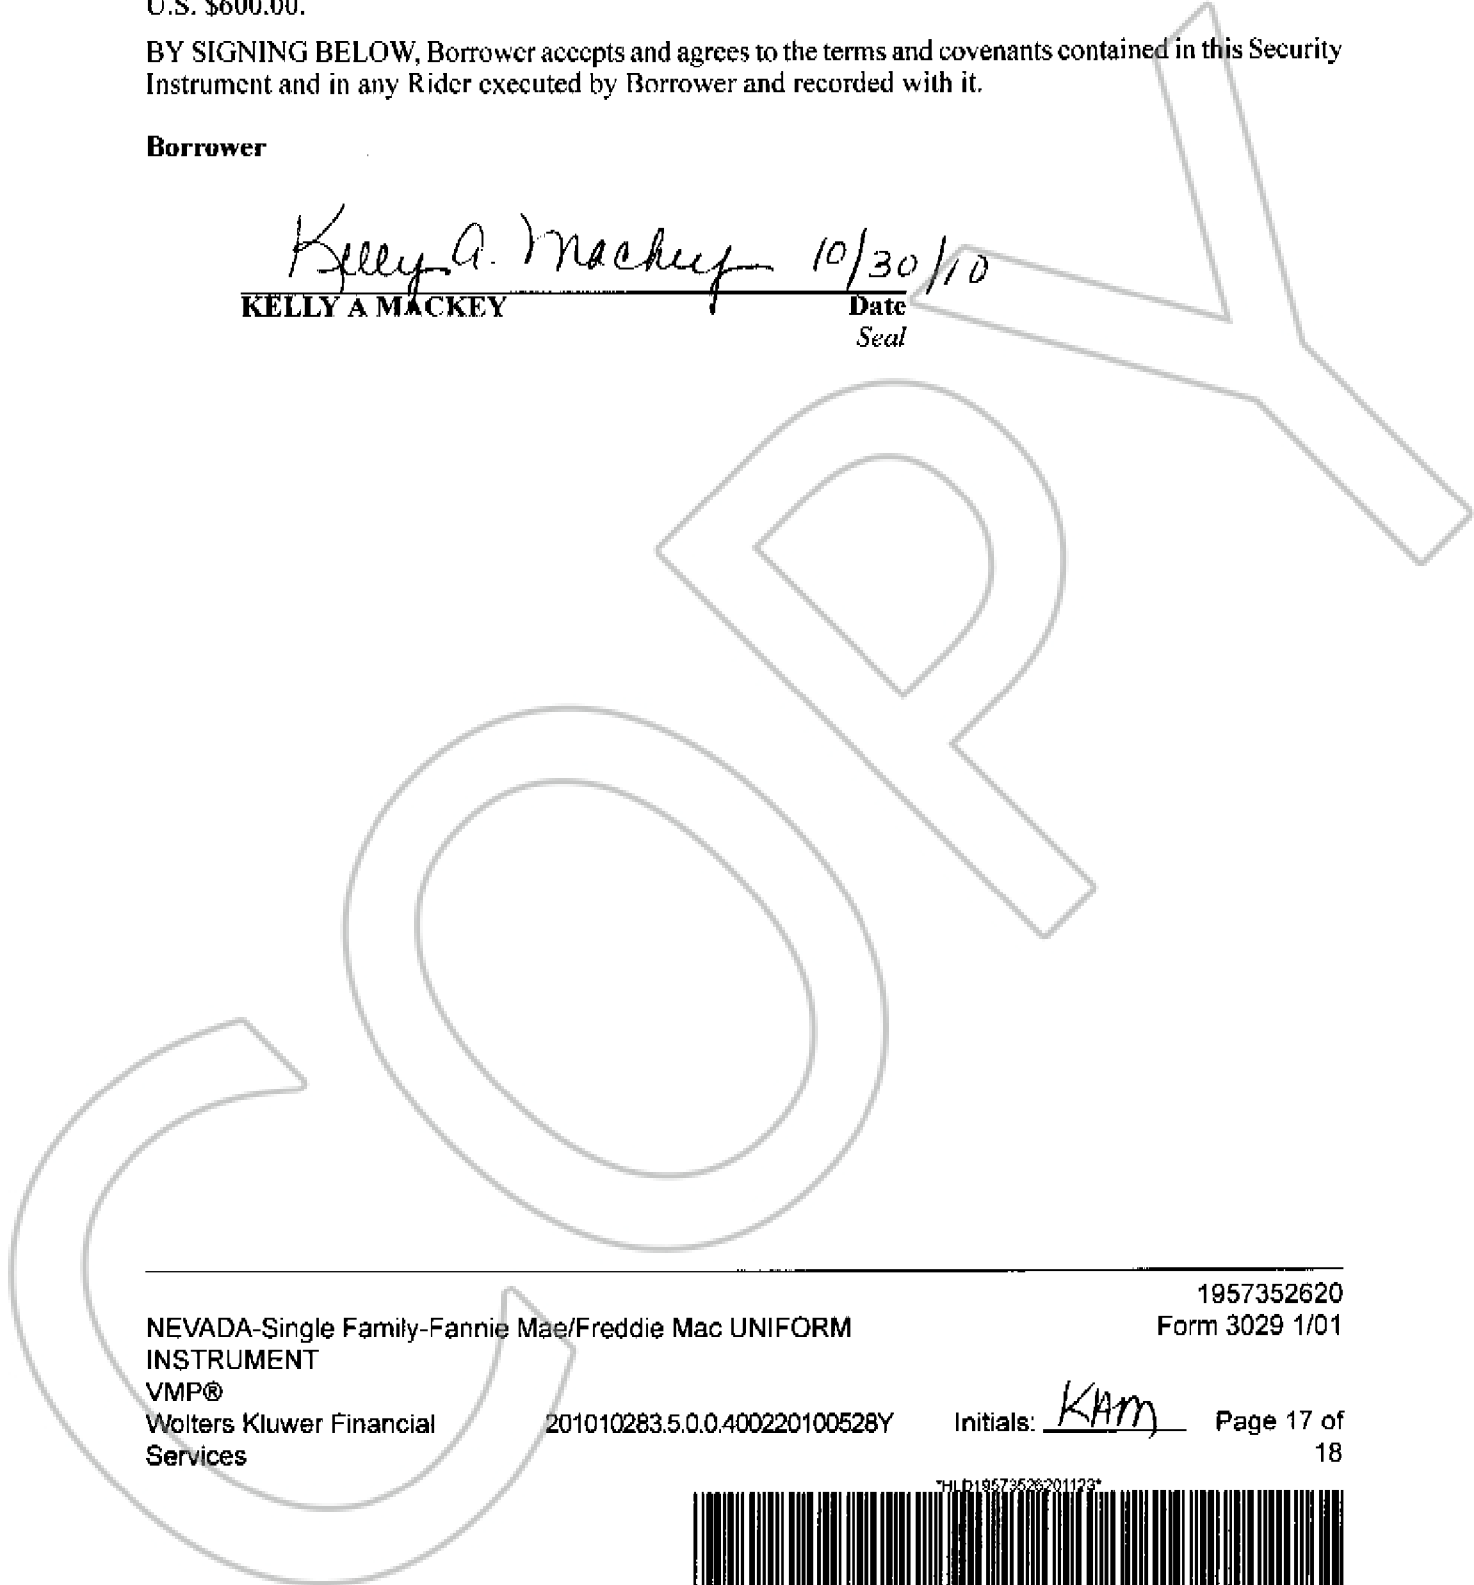 U.S. $600.00.
BY SIGNING BELOW, Borrower accepts and agrees to the terms and covenants contained in this Security
Instrument and in any Rider executed by Borrower and recorded with it.
Borrower
Kelly A. Mackey 10/30/10
KELLY A MACKEY Date
Seal
COPY
1957352620
NEVADA-Single Family-Fannie Mae/Freddie Mac UNIFORM Form 3029 1/01
INSTRUMENT
VMP®
Wolters Kluwer Financial 201010283.5.0.0.400220100528Y Initials: KAM Page 17 of
Services 18
*HLD19573526201123*